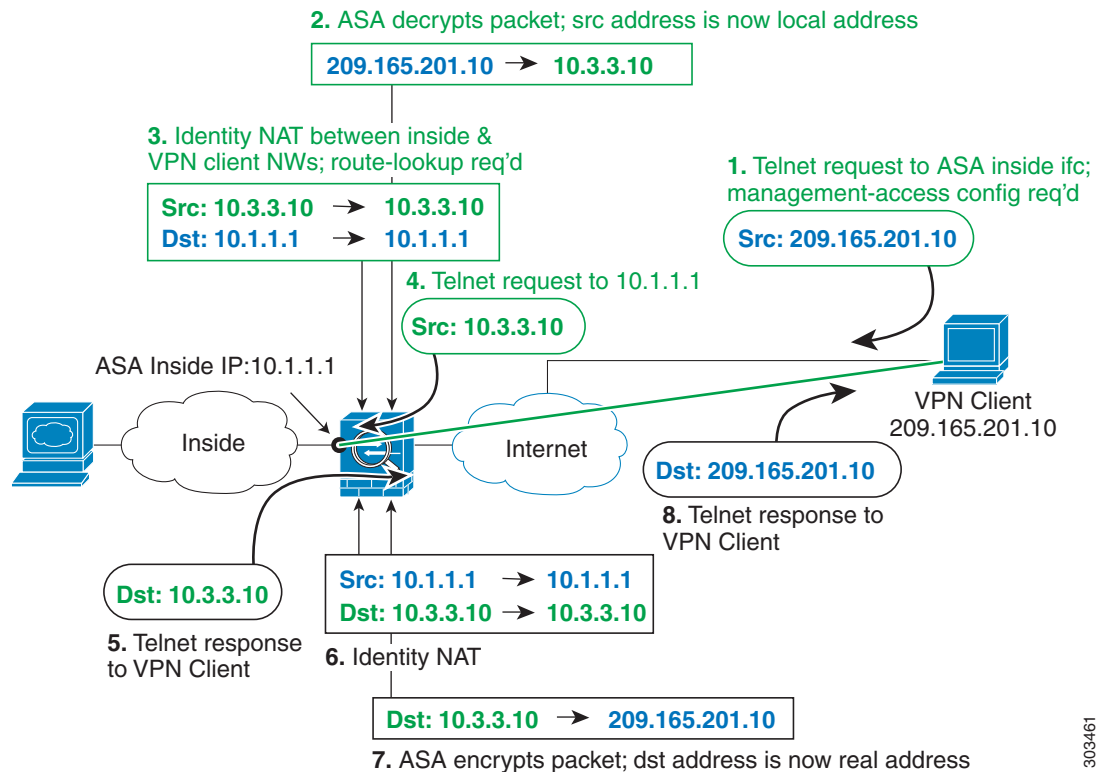 2. ASA decrypts packet; src address is now local address
209.165.201.10 → 10.3.3.10
3. Identity NAT between inside &
VPN client NWs; route-lookup req'd
Src: 10.3.3.10 → 10.3.3.10
Dst: 10.1.1.1 → 10.1.1.1
1. Telnet request to ASA inside ifc;
management-access config req'd
Src: 209.165.201.10
4. Telnet request to 10.1.1.1
Src: 10.3.3.10
ASA Inside IP:10.1.1.1
Inside
Internet
VPN Client
209.165.201.10
Dst: 209.165.201.10
8. Telnet response to
VPN Client
Dst: 10.3.3.10
5. Telnet response
to VPN Client
Src: 10.1.1.1 → 10.1.1.1
Dst: 10.3.3.10 → 10.3.3.10
6. Identity NAT
Dst: 10.3.3.10 → 209.165.201.10
7. ASA encrypts packet; dst address is now real address
303461